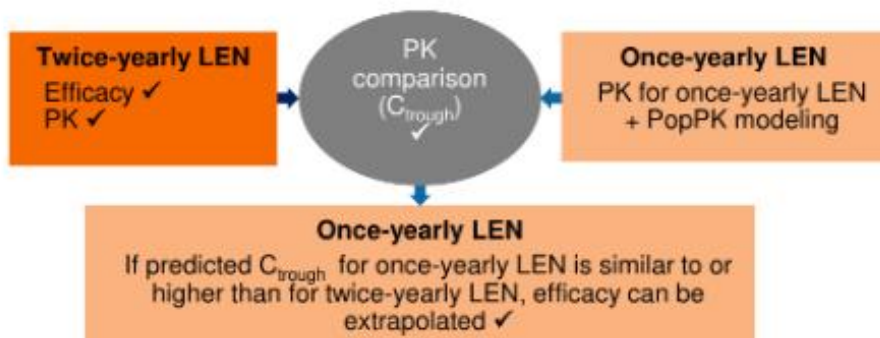 Twice-yearly LEN
Efficacy ✓
PK ✓
PK
comparison
(C_trough)
✓
Once-yearly LEN
PK for once-yearly LEN
+ PopPK modeling
Once-yearly LEN
If predicted C_trough for once-yearly LEN is similar to or
higher than for twice-yearly LEN, efficacy can be
extrapolated ✓